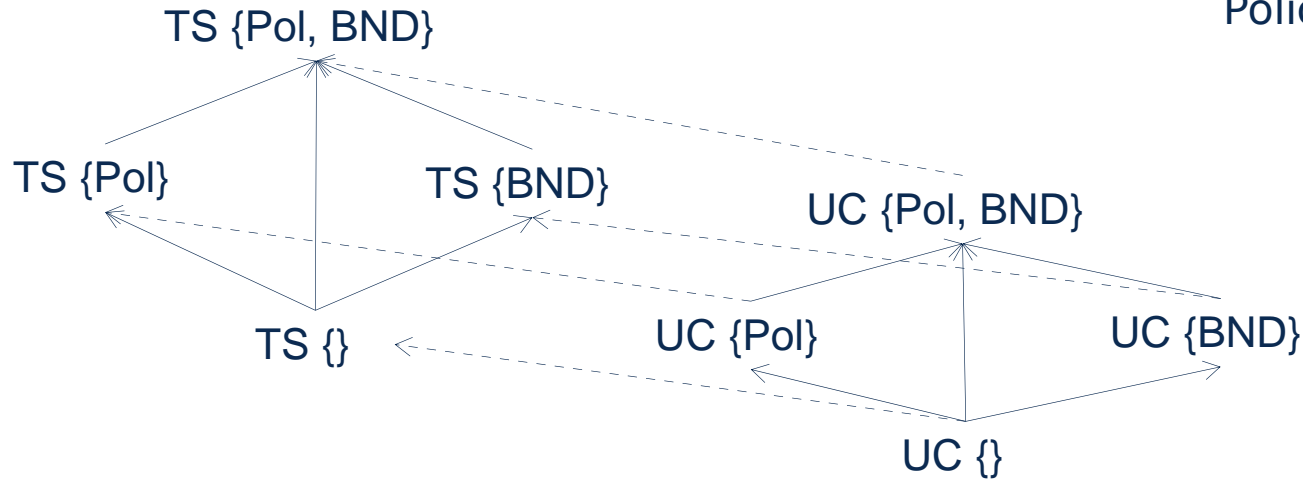 TS {Pol, BND}
TS {Pol}
TS {BND}
UC {Pol, BND}
TS {}
UC {Pol}
UC {BND}
UC {}